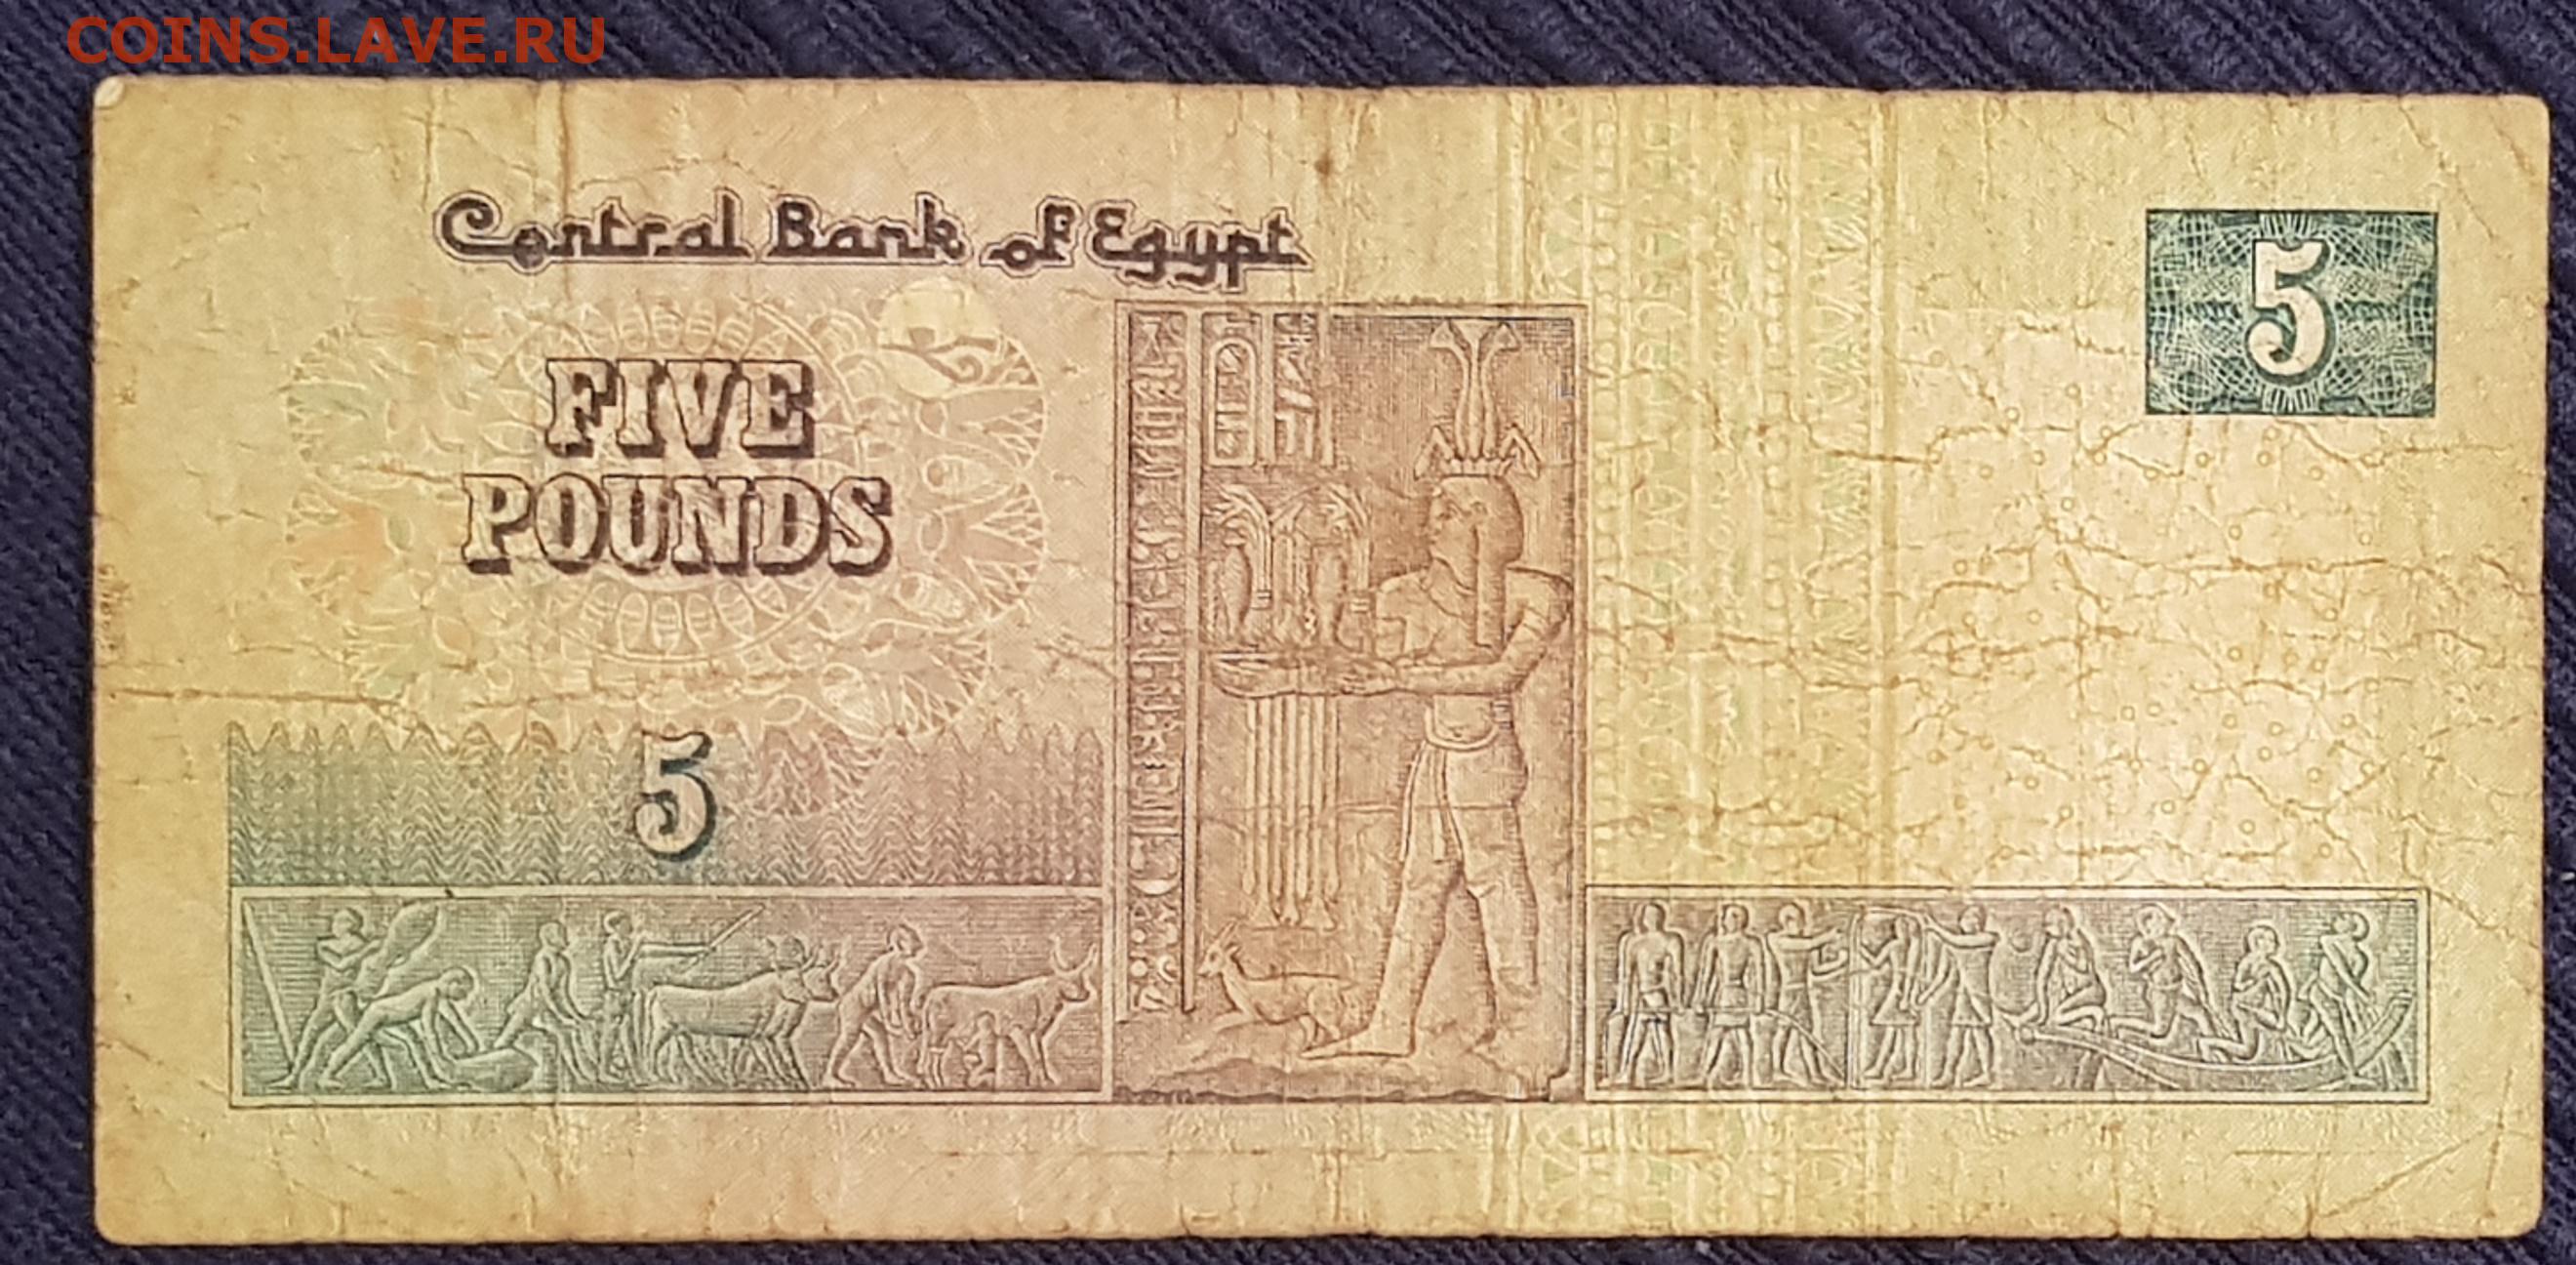 COINS.LAVE.RU
Central Bank of Egypt
5
FIVE
POUNDS
5